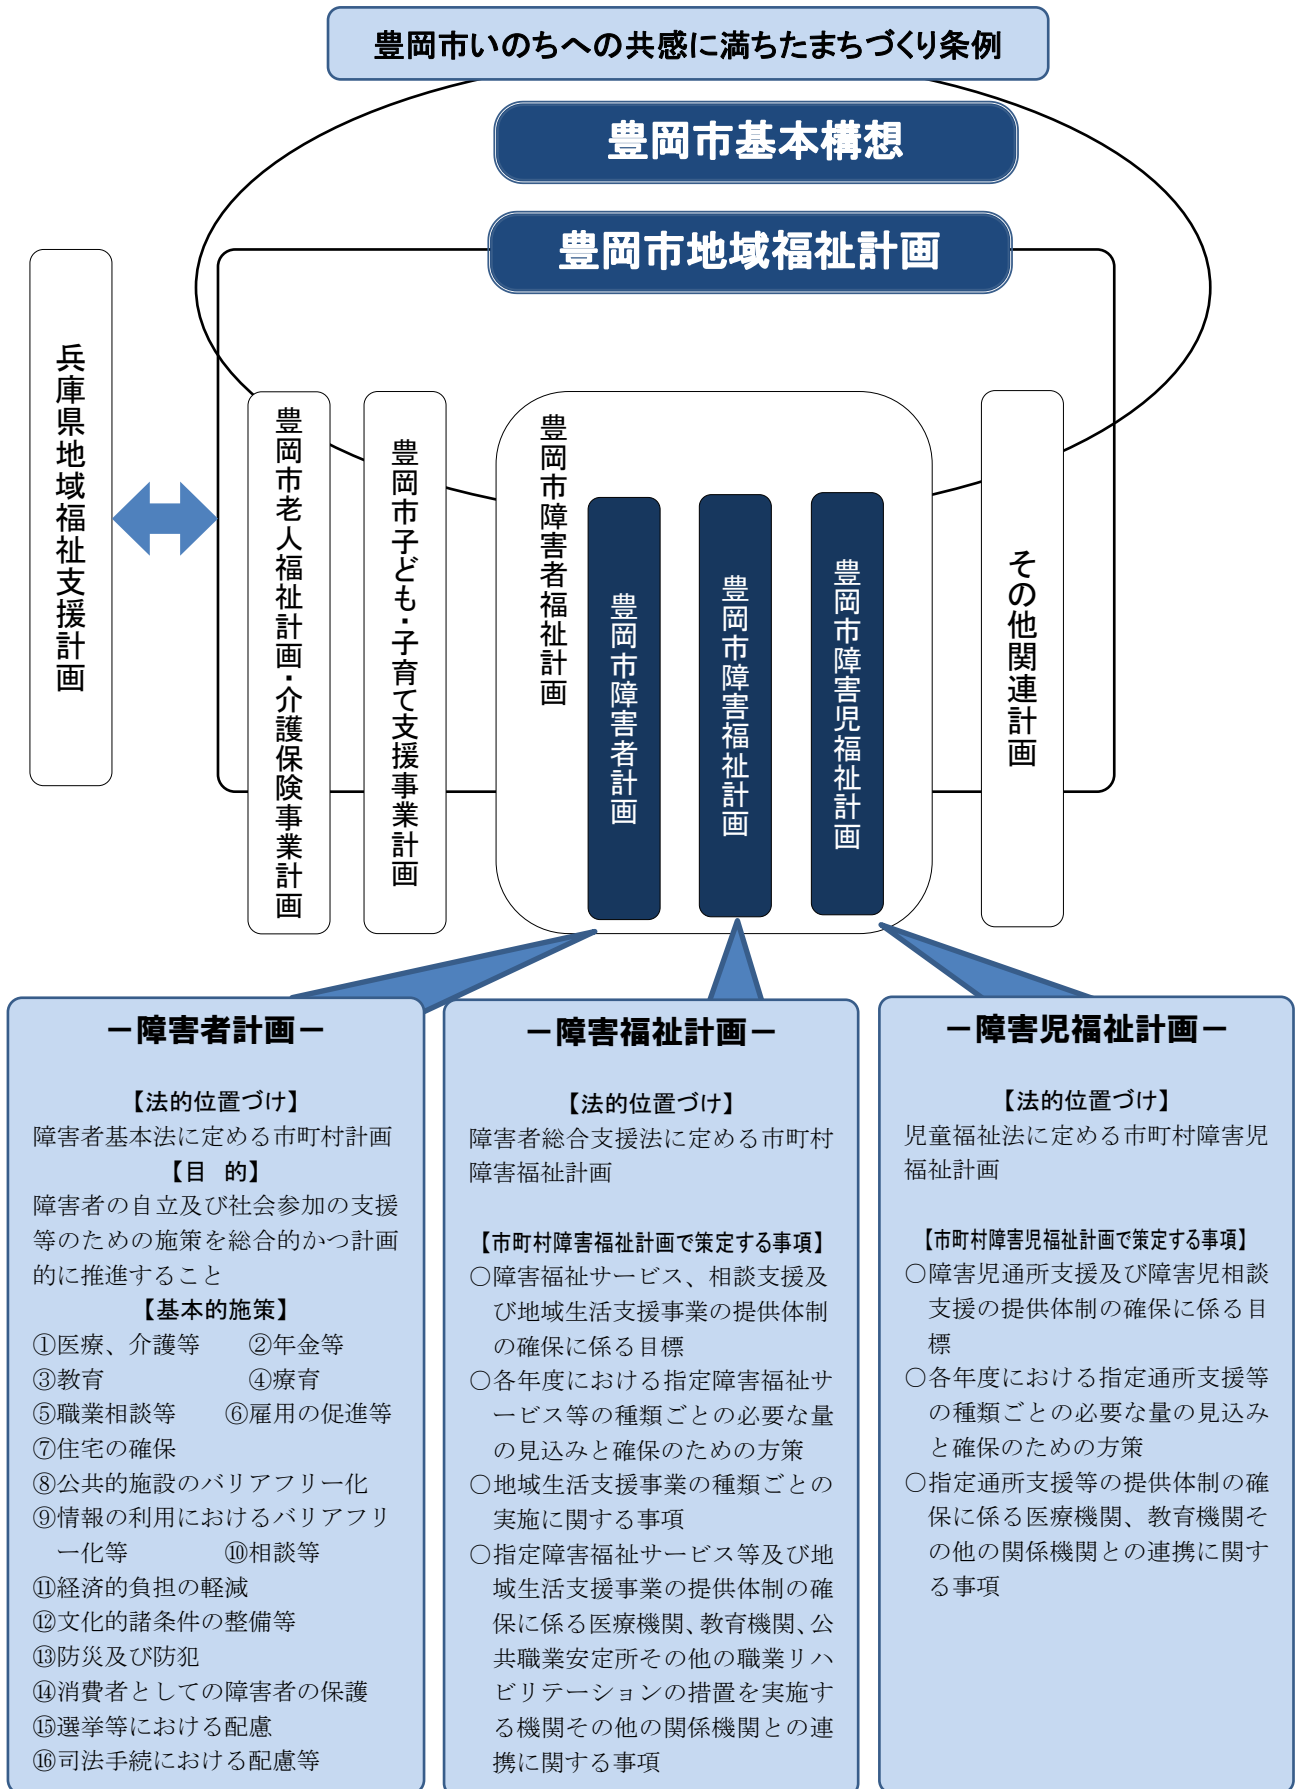 豊岡市いのちへの共感に満ちたまちづくり条例
豊岡市基本構想
豊岡市地域福祉計画
兵庫県地域福祉支援計画
豊岡市老人福祉計画・介護保険事業計画
豊岡市子ども・子育て支援事業計画
豊岡市障害者福祉計画
豊岡市障害者計画
豊岡市障害福祉計画
豊岡市障害児福祉計画
その他関連計画
－障害者計画－
【法的位置づけ】
障害者基本法に定める市町村計画
【目　的】
障害者の自立及び社会参加の支援
等のための施策を総合的かつ計画
的に推進すること
【基本的施策】
①医療、介護等　　②年金等
③教育　　　　　　④療育
⑤職業相談等　　⑥雇用の促進等
⑦住宅の確保
⑧公共的施設のバリアフリー化
⑨情報の利用におけるバリアフリ
ー化等　　　　⑩相談等
⑪経済的負担の軽減
⑫文化的諸条件の整備等
⑬防災及び防犯
⑭消費者としての障害者の保護
⑮選挙等における配慮
⑯司法手続における配慮等
－障害福祉計画－
【法的位置づけ】
障害者総合支援法に定める市町村
障害福祉計画
【市町村障害福祉計画で策定する事項】
○障害福祉サービス、相談支援及
び地域生活支援事業の提供体制
の確保に係る目標
○各年度における指定障害福祉サ
ービス等の種類ごとの必要な量
の見込みと確保のための方策
○地域生活支援事業の種類ごとの
実施に関する事項
○指定障害福祉サービス等及び地
域生活支援事業の提供体制の確
保に係る医療機関、教育機関、公
共職業安定所その他の職業リハ
ビリテーションの措置を実施す
る機関その他の関係機関との連
携に関する事項
－障害児福祉計画－
【法的位置づけ】
児童福祉法に定める市町村障害児
福祉計画
【市町村障害児福祉計画で策定する事項】
○障害児通所支援及び障害児相談
支援の提供体制の確保に係る目
標
○各年度における指定通所支援等
の種類ごとの必要な量の見込み
と確保のための方策
○指定通所支援等の提供体制の確
保に係る医療機関、教育機関そ
の他の関係機関との連携に関す
る事項